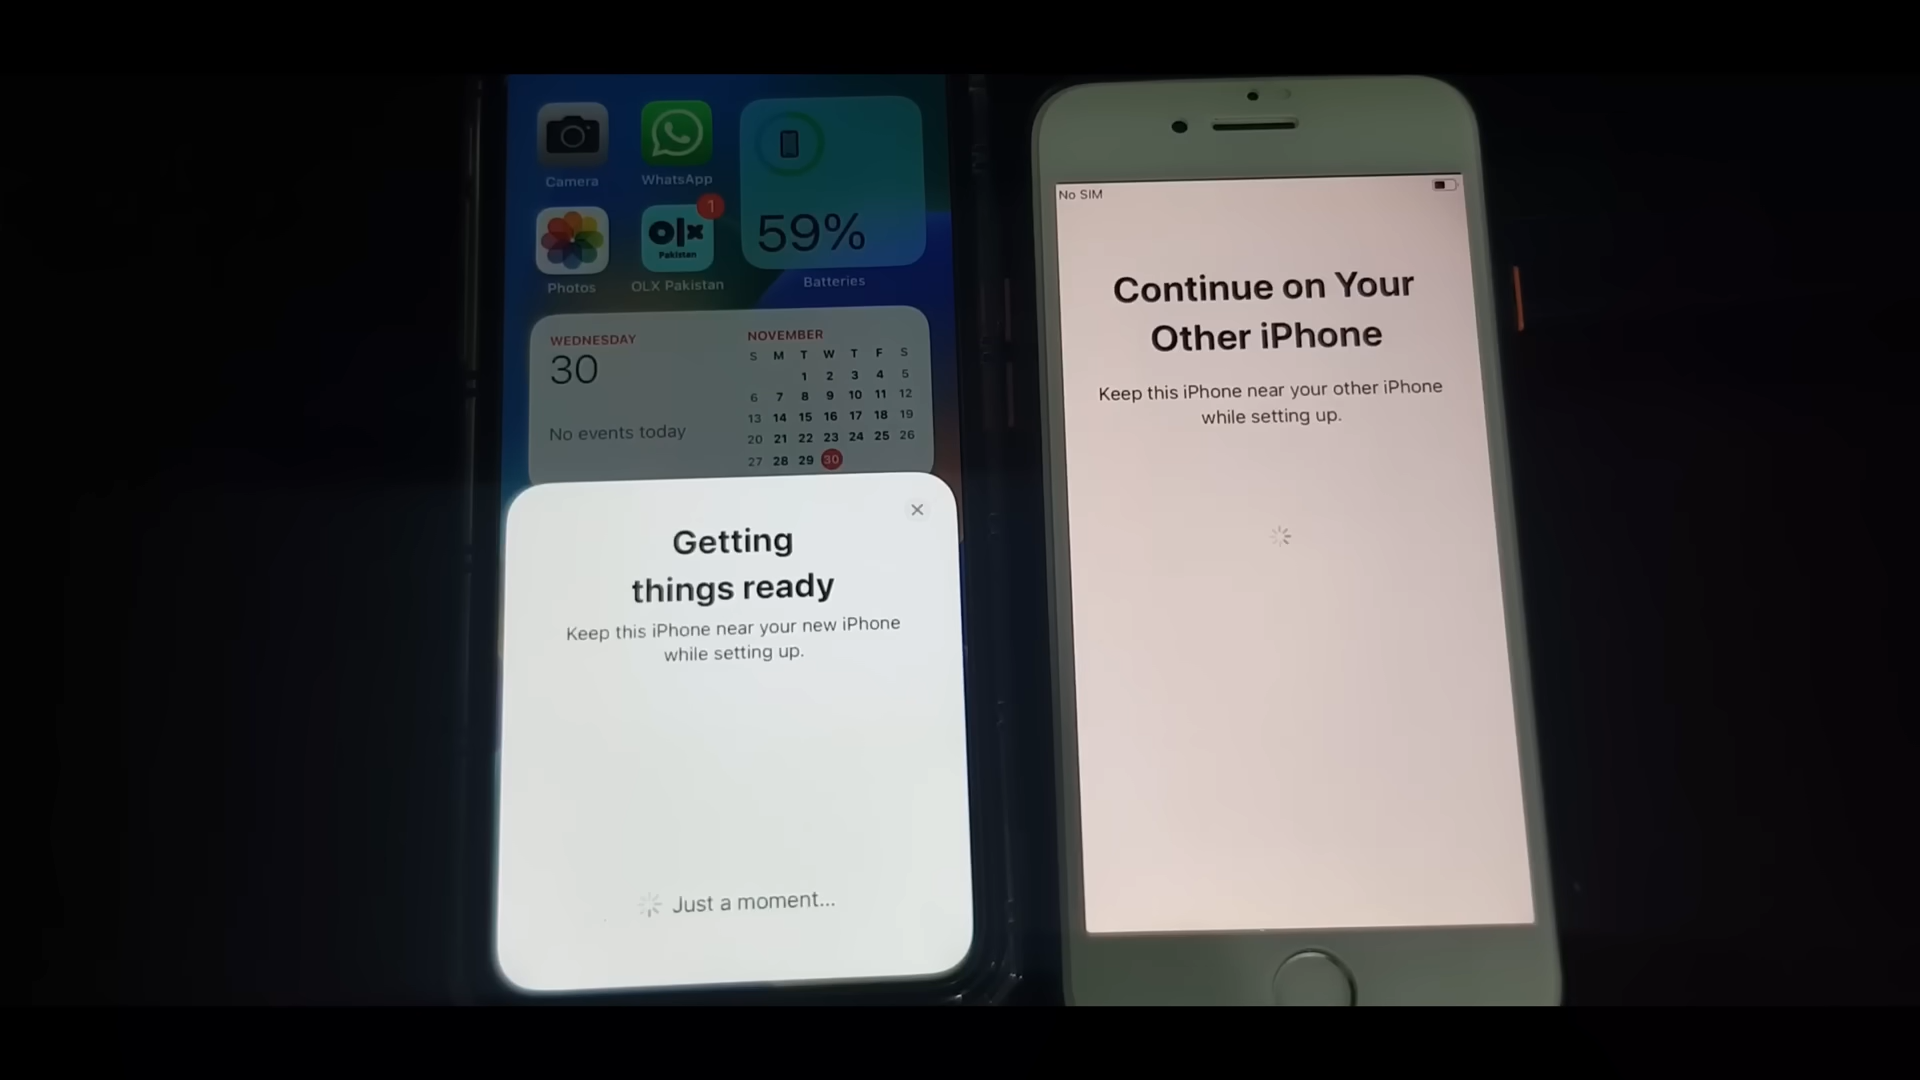 Camera
WhatsApp
1
olx
Pakistan
Photos
OLX Pakistan
59%
Batteries
WEDNESDAY
30
No events today
NOVEMBER
S M T W T F S
1 2 3 4 5
6 7 8 9 10 11 12
13 14 15 16 17 18 19
20 21 22 23 24 25 26
27 28 29 30
Getting
things ready
Keep this iPhone near your new iPhone
while setting up.
Just a moment...
No SIM
Continue on Your
Other iPhone
Keep this iPhone near your other iPhone
while setting up.